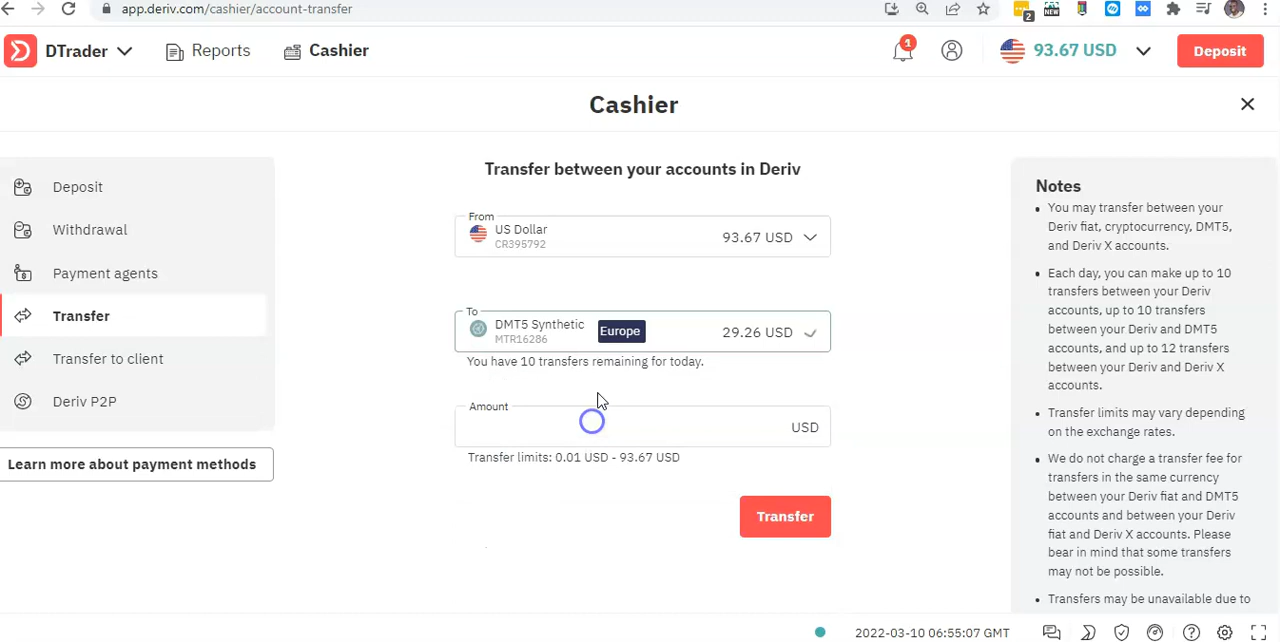 app.deriv.com/cashier/account-transfer
2
NEW
DTrader
Reports
Cashier
1
93.67 USD
Deposit
Cashier
Deposit
Withdrawal
Payment agents
Transfer
Transfer to client
Deriv P2P
Learn more about payment methods
Transfer between your accounts in Deriv
From
US Dollar
CR395792
93.67 USD
To
DMT5 Synthetic
MTR16286
Europe
29.26 USD
You have 10 transfers remaining for today.
Amount
USD
Transfer limits: 0.01 USD - 93.67 USD
Transfer
Notes
• You may transfer between your
Deriv fiat, cryptocurrency, DMT5,
and Deriv X accounts.
• Each day, you can make up to 10
transfers between your Deriv
accounts, up to 10 transfers
between your Deriv and DMT5
accounts, and up to 12 transfers
between your Deriv and Deriv X
accounts.
• Transfer limits may vary depending
on the exchange rates.
• We do not charge a transfer fee for
transfers in the same currency
between your Deriv fiat and DMT5
accounts and between your Deriv
fiat and Deriv X accounts. Please
bear in mind that some transfers
may not be possible.
• Transfers may be unavailable due to
2022-03-10 06:55:07 GMT